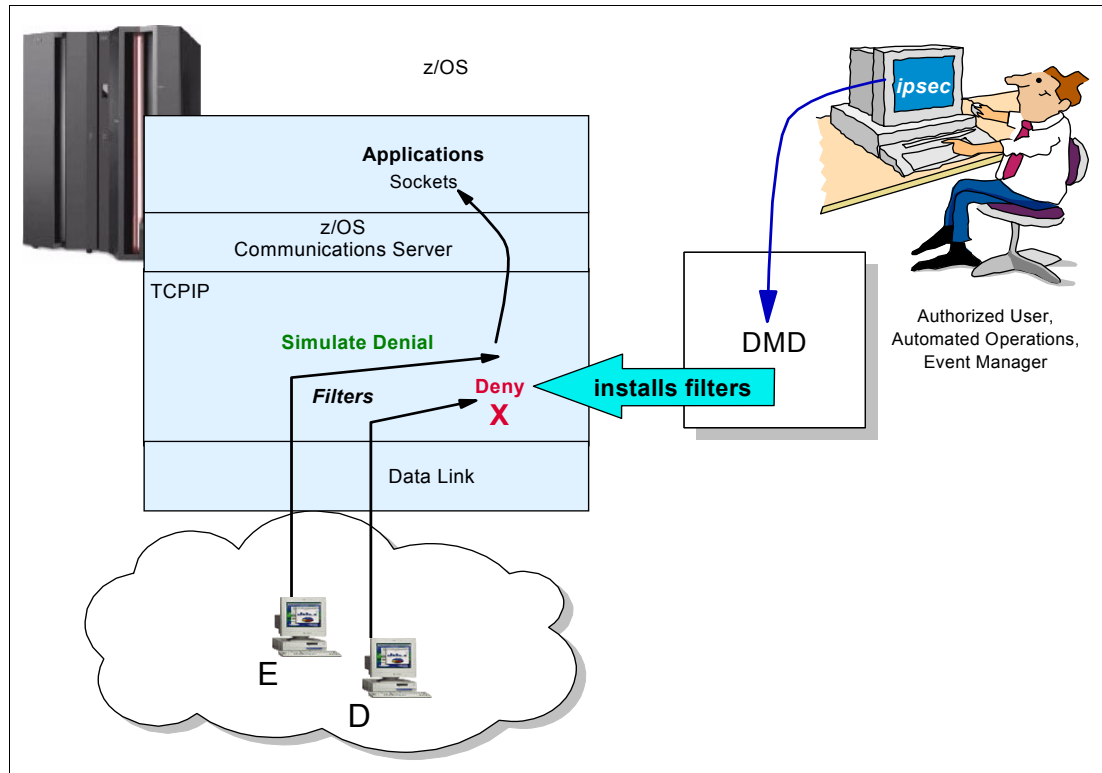 z/OS
ipsec
Applications
Sockets
z/OS
Communications Server
TCPIP
Simulate Denial
Filters
Deny
X
installs filters
DMD
Authorized User,
Automated Operations,
Event Manager
Data Link
E
D